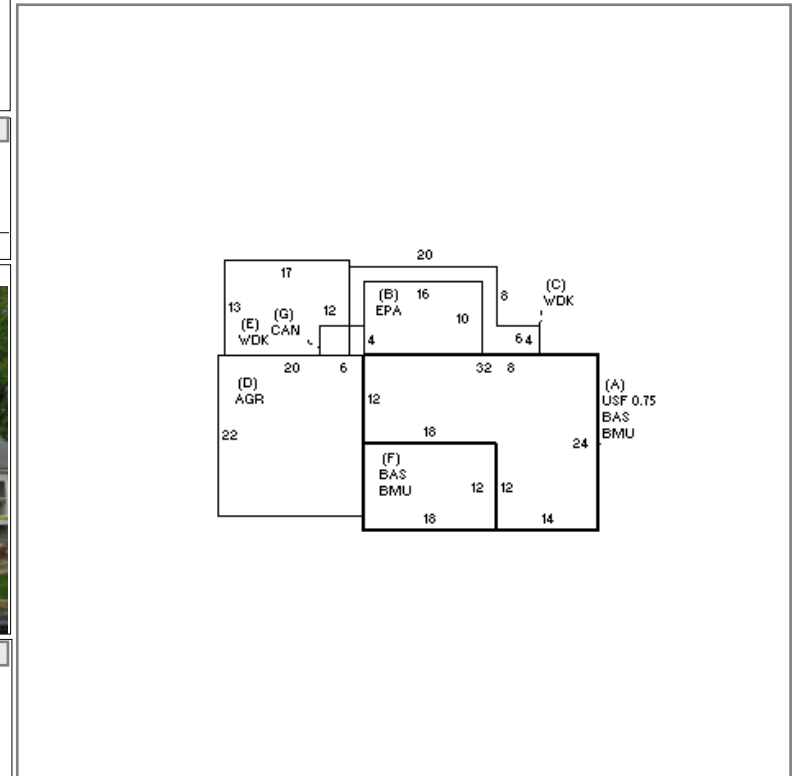 20
17
(B) 16
EPA
(C)
WDK
13
(G)
CAN
12
8
10
(E)
WDK
4
6 4
20
6
32 8
(D)
AGR
12
(A)
USF 0.75
BAS
BMU
22
18
24
(F)
BAS
BMU
12
12
18
14